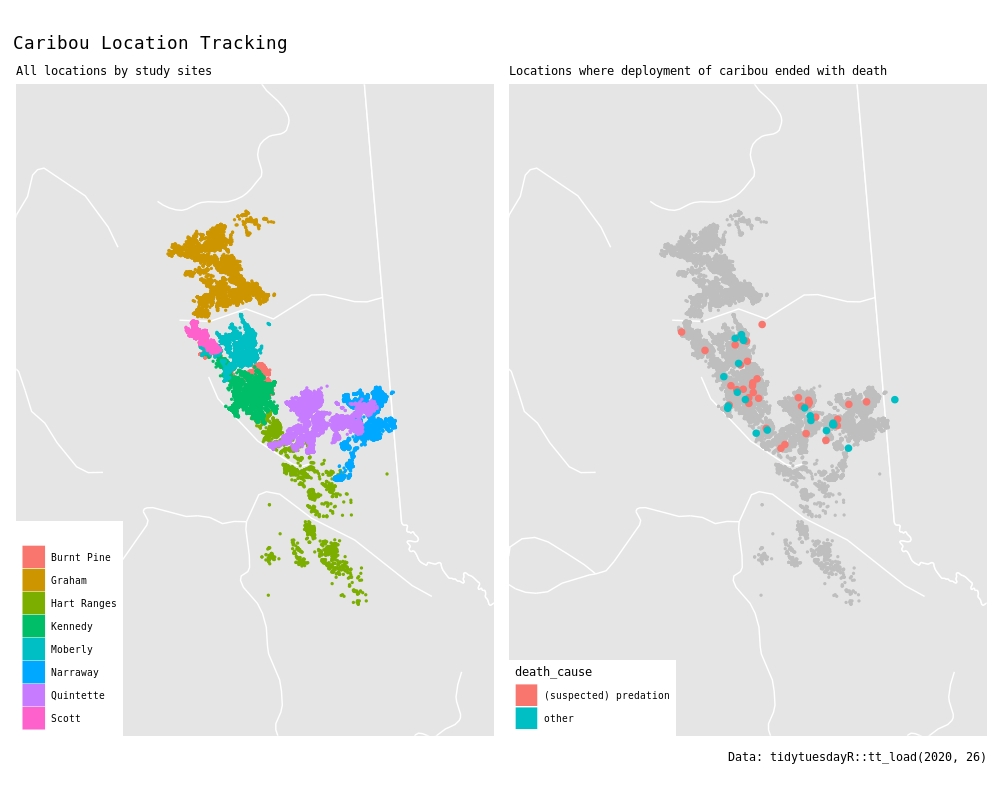 Caribou Location Tracking
All locations by study sites
Burnt Pine
Graham
Hart Ranges
Kennedy
Moberly
Narraway
Quintette
Scott
Locations where deployment of caribou ended with death
death_cause
(suspected) predation
other
Data: tidytuesdayR::tt_load(2020, 26)